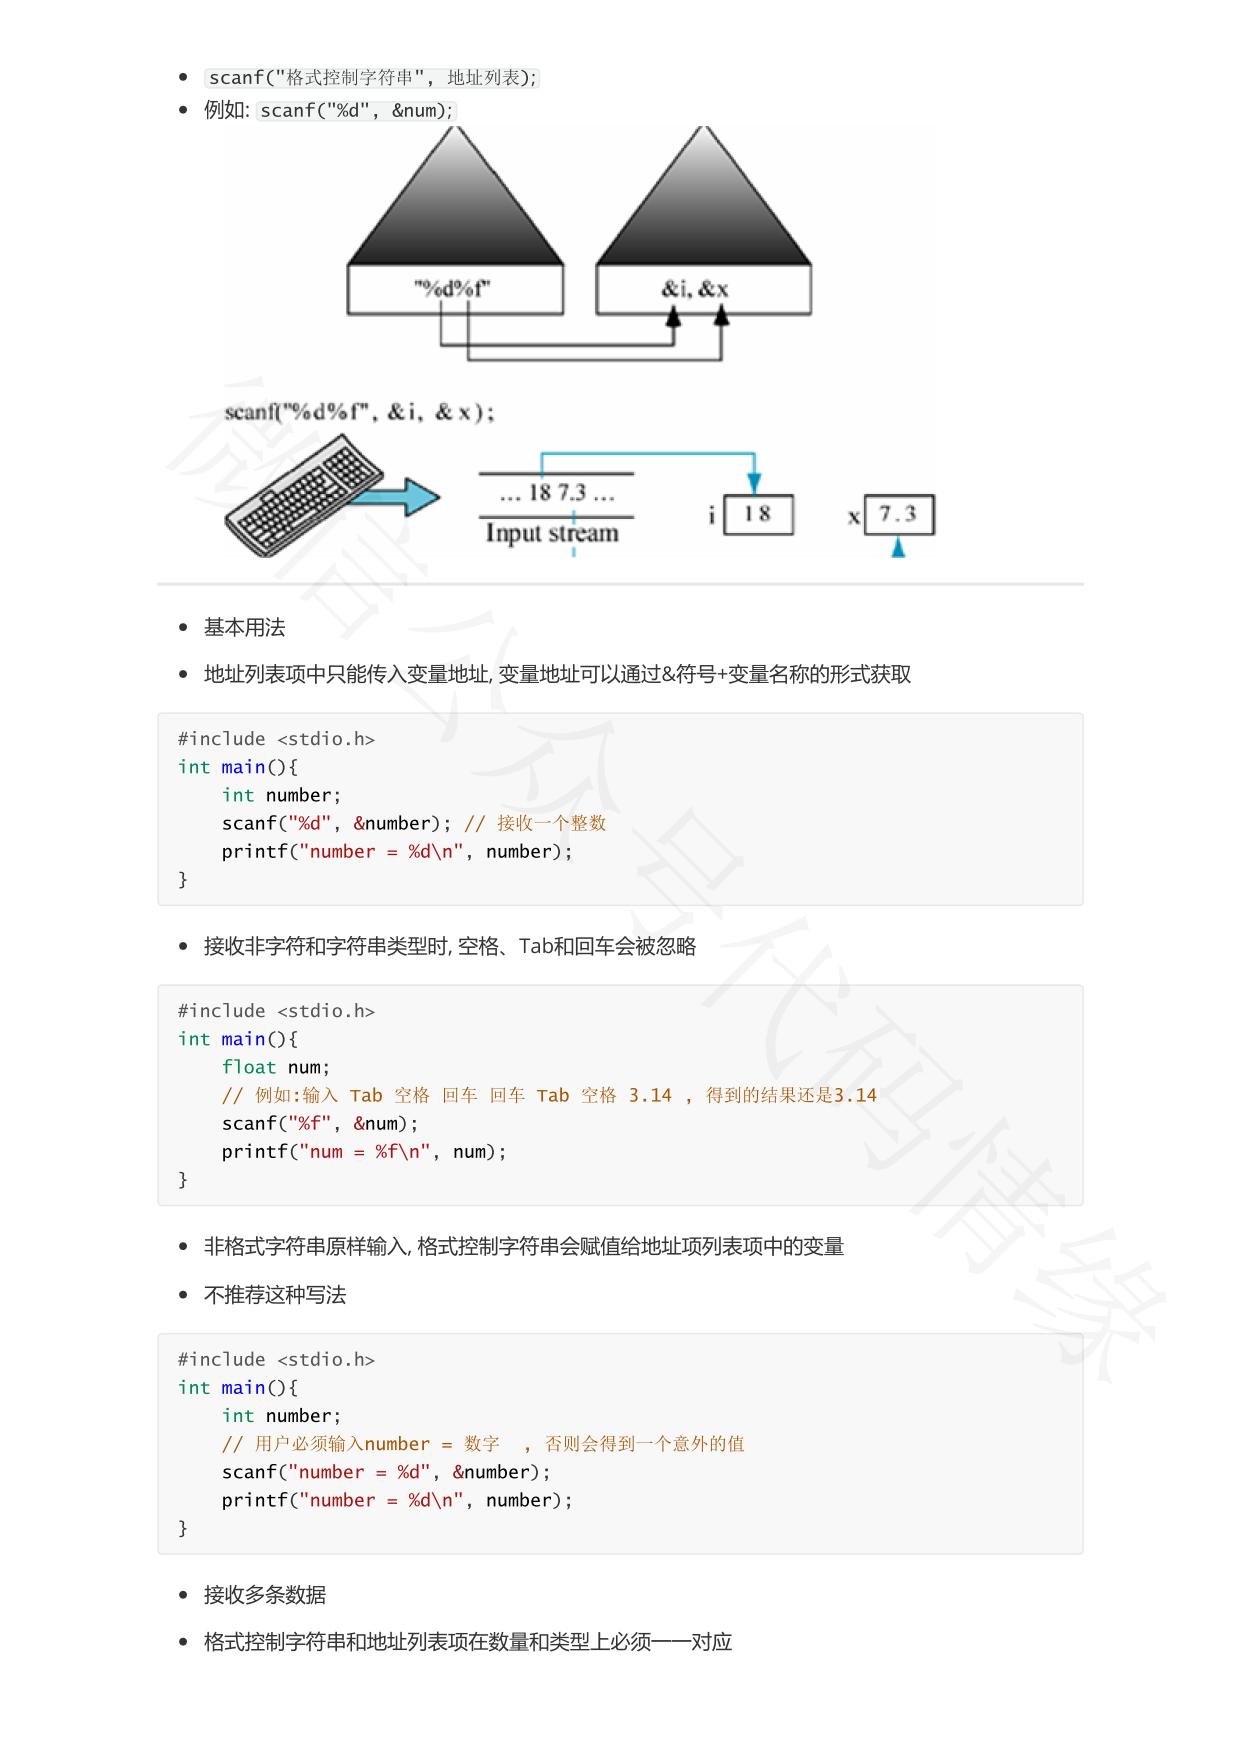 scanf("格式控制字符串", 地址列表);
例如: scanf("%d", &num);
"%d%f"
&i, &x
scanf("%d%f", &i, &x);
... 18 7.3 ...
Input stream
i 18
x 7.3
基本用法
地址列表项中只能传入变量地址, 变量地址可以通过&符号+变量名称的形式获取
#include <stdio.h>
int main(){
    int number;
    scanf("%d", &number); // 接收一个整数
    printf("number = %d\n", number);
}
接收非字符和字符串类型时, 空格、Tab和回车会被忽略
#include <stdio.h>
int main(){
    float num;
    // 例如:输入 Tab 空格 回车 回车 Tab 空格 3.14 , 得到的结果还是3.14
    scanf("%f", &num);
    printf("num = %f\n", num);
}
非格式字符串原样输入, 格式控制字符串会赋值给地址项列表项中的变量
不推荐这种写法
#include <stdio.h>
int main(){
    int number;
    // 用户必须输入number = 数字  , 否则会得到一个意外的值
    scanf("number = %d", &number);
    printf("number = %d\n", number);
}
接收多条数据
格式控制字符串和地址列表项在数量和类型上必须一一对应
微信公众号代码情缘